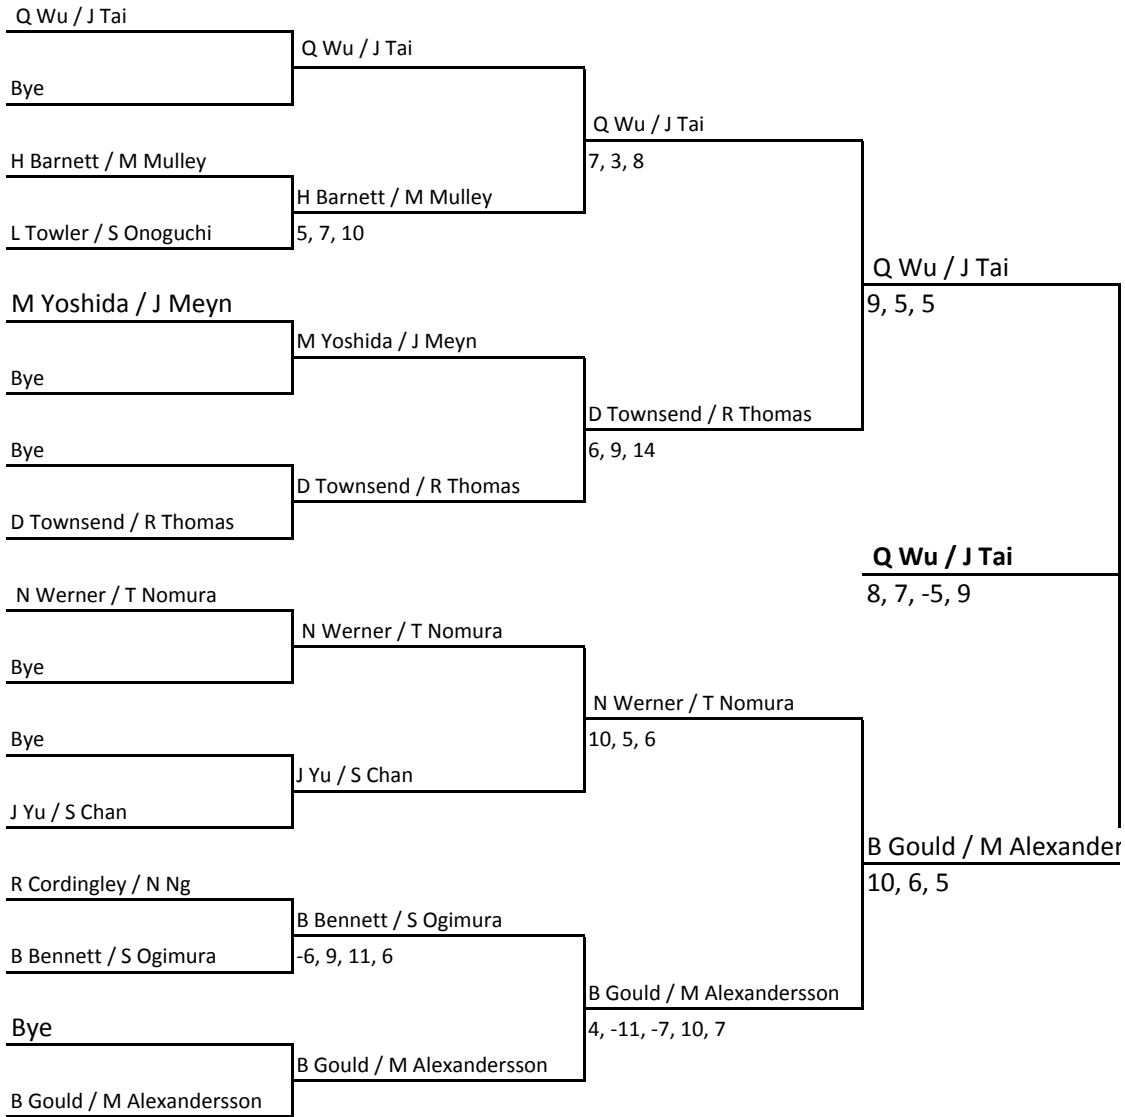 Q Wu / J Tai
Q Wu / J Tai
Bye
Q Wu / J Tai
H Barnett / M Mulley
7, 3, 8
H Barnett / M Mulley
L Towler / S Onoguchi
5, 7, 10
Q Wu / J Tai
M Yoshida / J Meyn
9, 5, 5
M Yoshida / J Meyn
Bye
D Townsend / R Thomas
Bye
6, 9, 14
D Townsend / R Thomas
D Townsend / R Thomas
Q Wu / J Tai
N Werner / T Nomura
8, 7, -5, 9
N Werner / T Nomura
Bye
N Werner / T Nomura
Bye
10, 5, 6
J Yu / S Chan
J Yu / S Chan
B Gould / M Alexander
R Cordingley / N Ng
10, 6, 5
B Bennett / S Ogimura
B Bennett / S Ogimura
-6, 9, 11, 6
B Gould / M Alexandersson
Bye
4, -11, -7, 10, 7
B Gould / M Alexandersson
B Gould / M Alexandersson